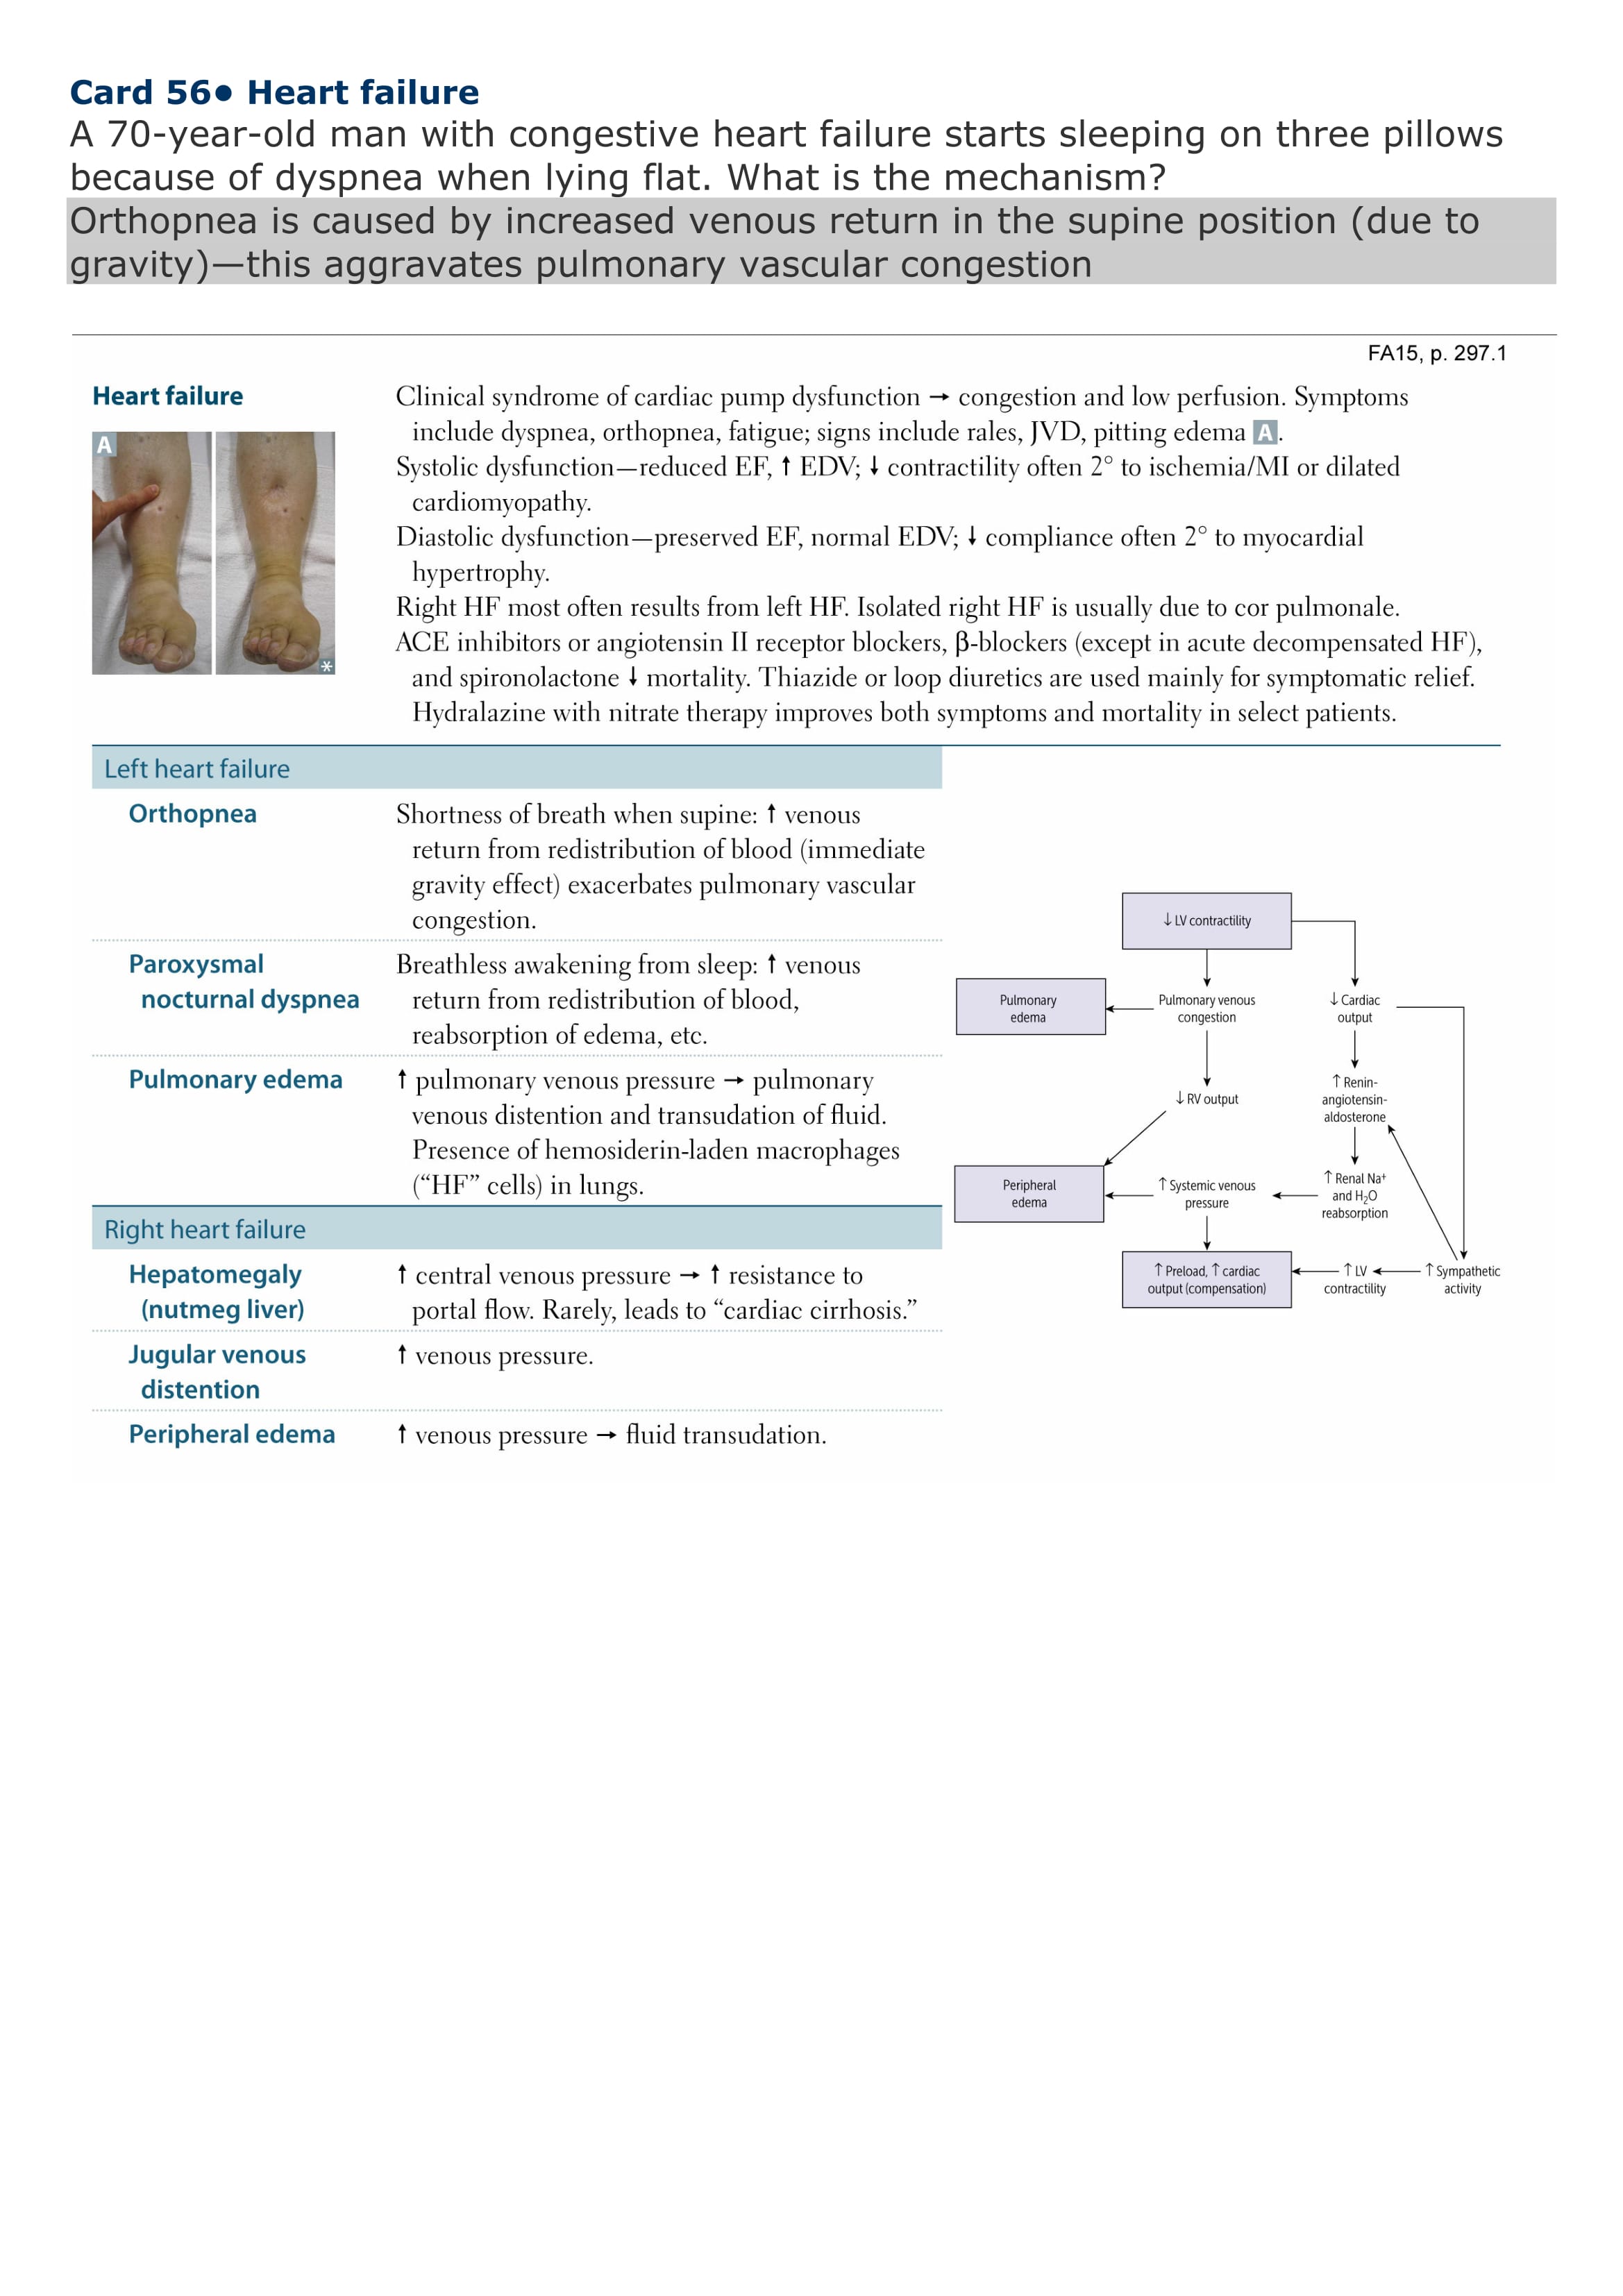 Card 56• Heart failure
A 70-year-old man with congestive heart failure starts sleeping on three pillows
because of dyspnea when lying flat. What is the mechanism?
Orthopnea is caused by increased venous return in the supine position (due to
gravity)—this aggravates pulmonary vascular congestion
FA15, p. 297.1
Heart failure
A
*
Clinical syndrome of cardiac pump dysfunction → congestion and low perfusion. Symptoms
include dyspnea, orthopnea, fatigue; signs include rales, JVD, pitting edema A.
Systolic dysfunction—reduced EF, ↑ EDV; ↓ contractility often 2° to ischemia/MI or dilated
cardiomyopathy.
Diastolic dysfunction—preserved EF, normal EDV; ↓ compliance often 2° to myocardial
hypertrophy.
Right HF most often results from left HF. Isolated right HF is usually due to cor pulmonale.
ACE inhibitors or angiotensin II receptor blockers, β-blockers (except in acute decompensated HF),
and spironolactone ↓ mortality. Thiazide or loop diuretics are used mainly for symptomatic relief.
Hydralazine with nitrate therapy improves both symptoms and mortality in select patients.
Left heart failure
Orthopnea
Shortness of breath when supine: ↑ venous
return from redistribution of blood (immediate
gravity effect) exacerbates pulmonary vascular
congestion.
Paroxysmal
nocturnal dyspnea
Breathless awakening from sleep: ↑ venous
return from redistribution of blood,
reabsorption of edema, etc.
Pulmonary edema
↑ pulmonary venous pressure → pulmonary
venous distention and transudation of fluid.
Presence of hemosiderin-laden macrophages
(“HF” cells) in lungs.
Right heart failure
Hepatomegaly
(nutmeg liver)
↑ central venous pressure → ↑ resistance to
portal flow. Rarely, leads to “cardiac cirrhosis.”
Jugular venous
distention
↑ venous pressure.
Peripheral edema
↑ venous pressure → fluid transudation.
↓ LV contractility
Pulmonary
edema
Pulmonary venous
congestion
↓ Cardiac
output
↓ RV output
↑ Renin-
angiotensin-
aldosterone
Peripheral
edema
↑ Systemic venous
pressure
↑ Renal Na⁺
and H₂O
reabsorption
↑ Preload, ↑ cardiac
output (compensation)
↑ LV
contractility
↑ Sympathetic
activity